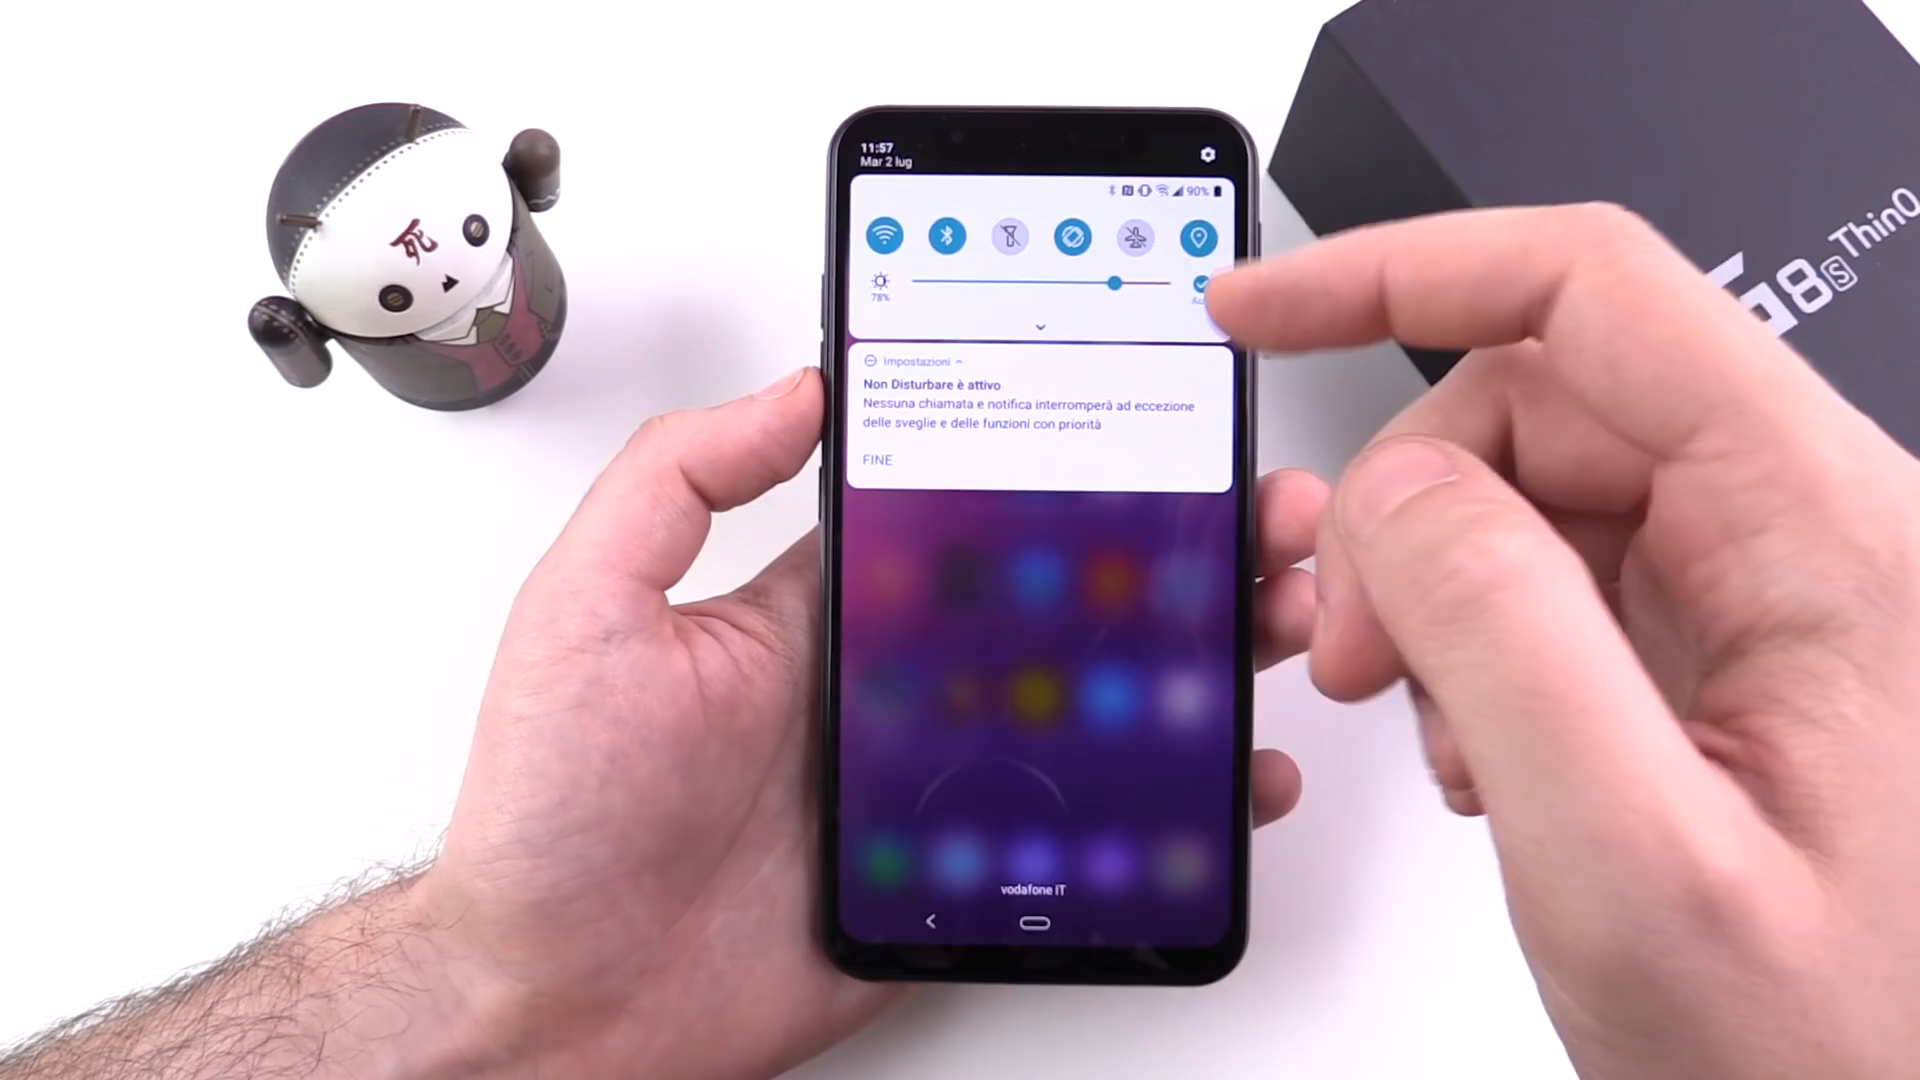 死
11:57
Mar 2 lug
90%
78%
Impostazioni
Non Disturbare è attivo
Nessuna chiamata e notifica interromperà ad eccezione
delle sveglie e delle funzioni con priorità
FINE
vodafone IT
G8S ThinQ